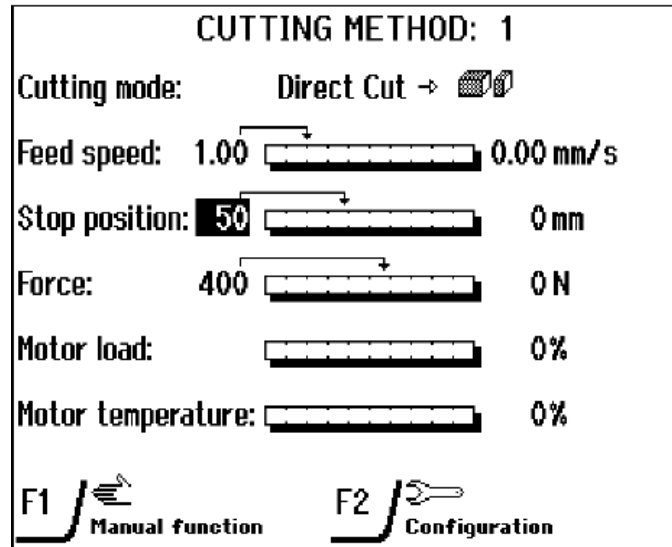 CUTTING METHOD: 1
Cutting mode: Direct Cut →
Feed speed: 1.00 0.00 mm/s
Stop position: 50 0 mm
Force: 400 0 N
Motor load: 0%
Motor temperature: 0%
F1 Manual function F2 Configuration